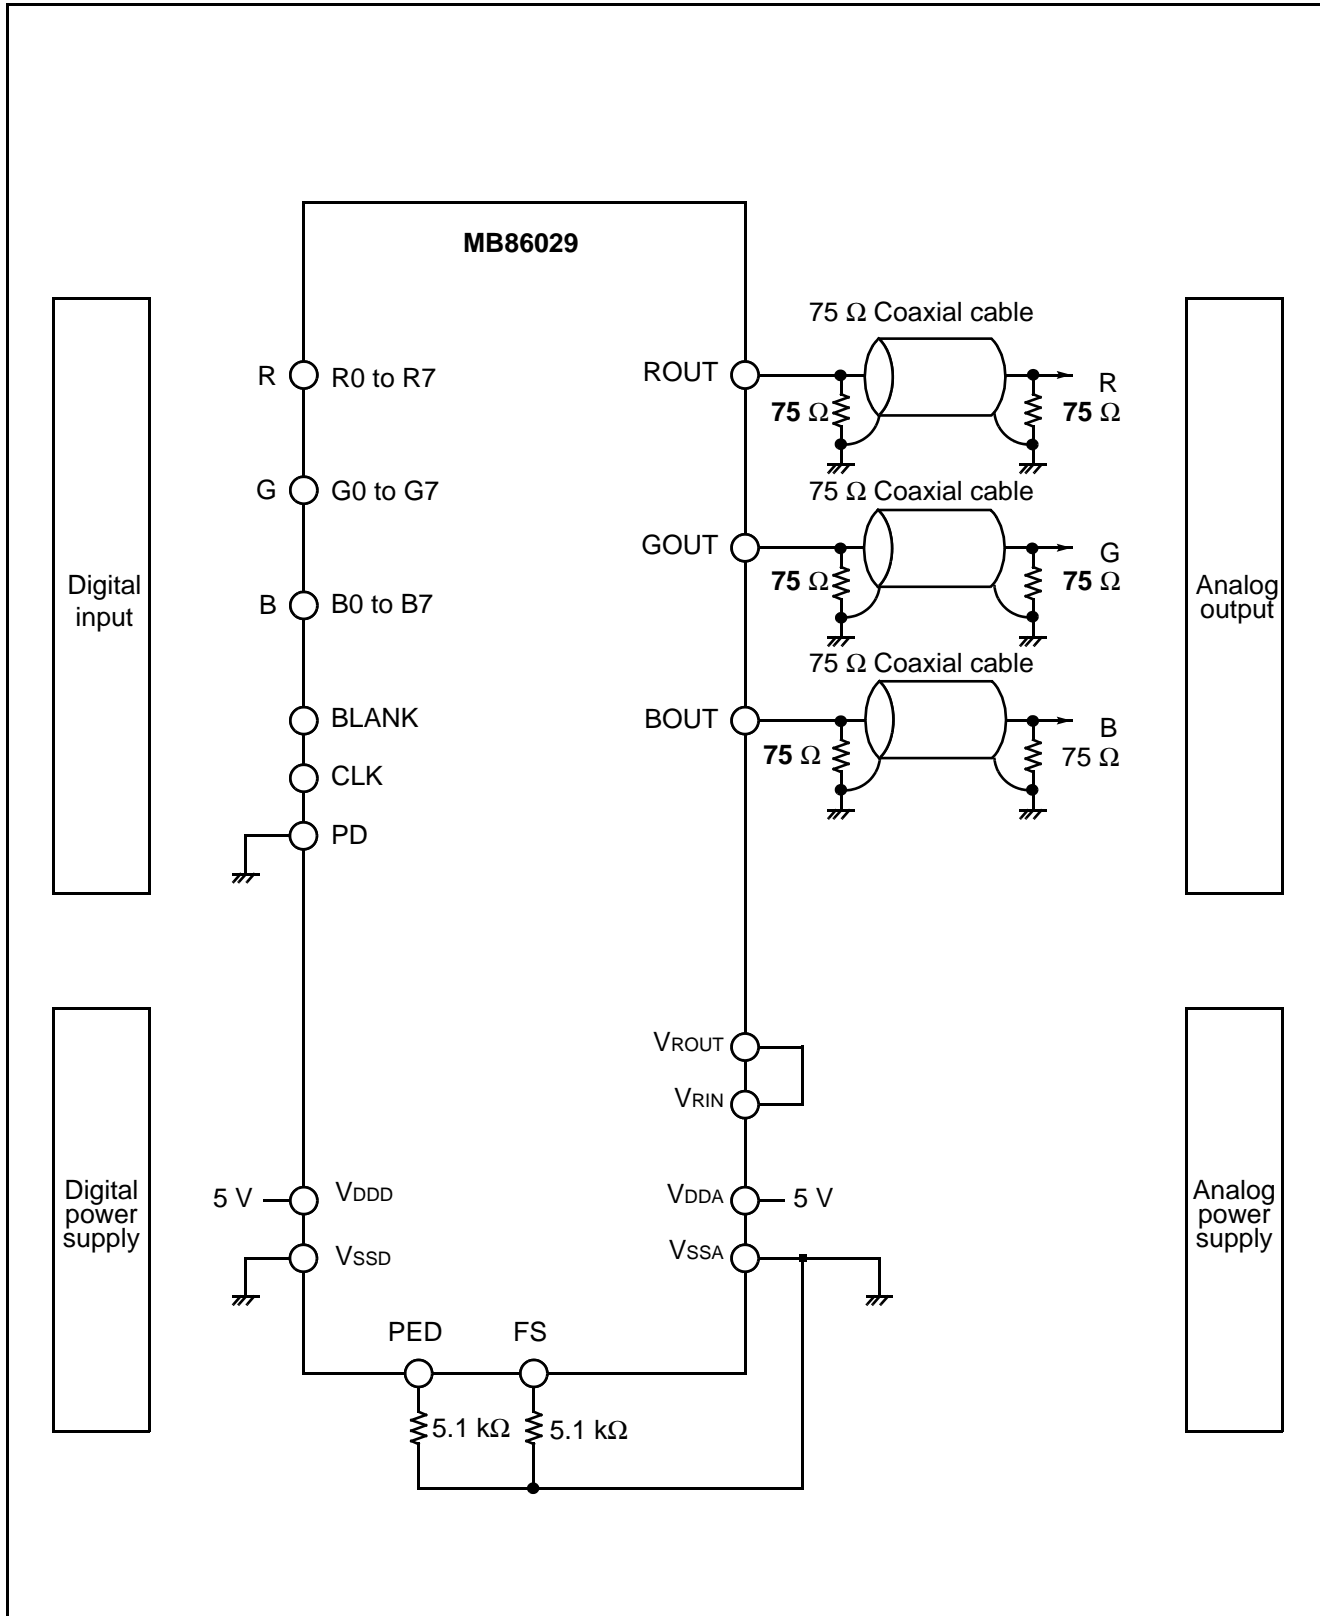 MB86029
75 Ω Coaxial cable
R
R0 to R7
ROUT
R
75 Ω
75 Ω
75 Ω Coaxial cable
G
G0 to G7
GOUT
G
75 Ω
75 Ω
Digital
input
Analog
output
B
B0 to B7
75 Ω Coaxial cable
BLANK
BOUT
B
75 Ω
75 Ω
CLK
PD
VROUT
VRIN
Digital
power
supply
5 V
VDDD
VDDA
5 V
Analog
power
supply
VSSD
VSSA
PED
FS
5.1 kΩ
5.1 kΩ